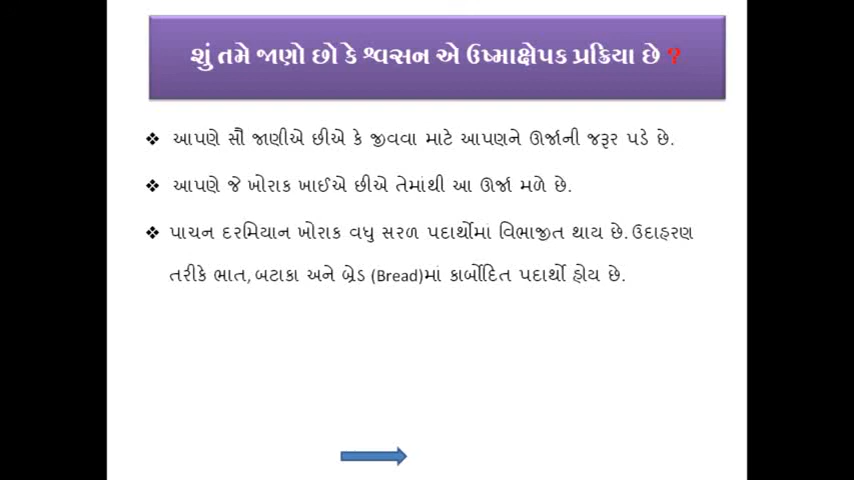 શું તમે જાણો છો કે શ્વસન એ ઉષ્માક્ષેપક પ્રક્રિયા છે ?
❖ આપણે સૌ જાણીએ છીએ કે જીવવા માટે આપણને ઊર્જાની જરૂર પડે છે.
❖ આપણે જે ખોરાક ખાઈએ છીએ તેમાંથી આ ઊર્જા મળે છે.
❖ પાચન દરમિયાન ખોરાક વધુ સરળ પદાર્થોમાં વિભાજીત થાય છે. ઉદાહરણ
તરીકે ભાત, બટાકા અને બ્રેડ (Bread)માં કાર્બોદિત પદાર્થો હોય છે.